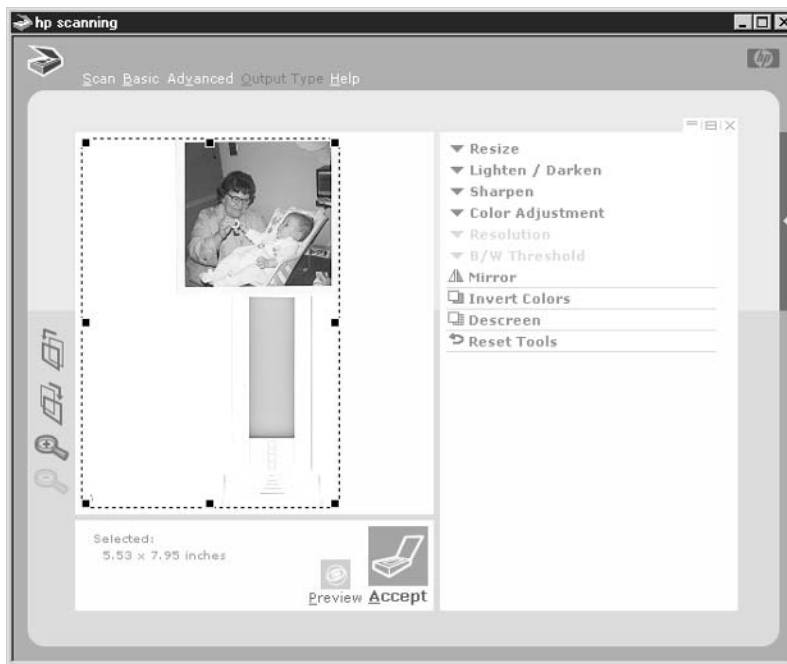 hp scanning
hp
Scan Basic Advanced Output Type Help
Resize
Lighten / Darken
Sharpen
Color Adjustment
Resolution
B/W Threshold
Mirror
Invert Colors
Descreen
Reset Tools
Selected:
5.53 x 7.95 inches
Preview Accept